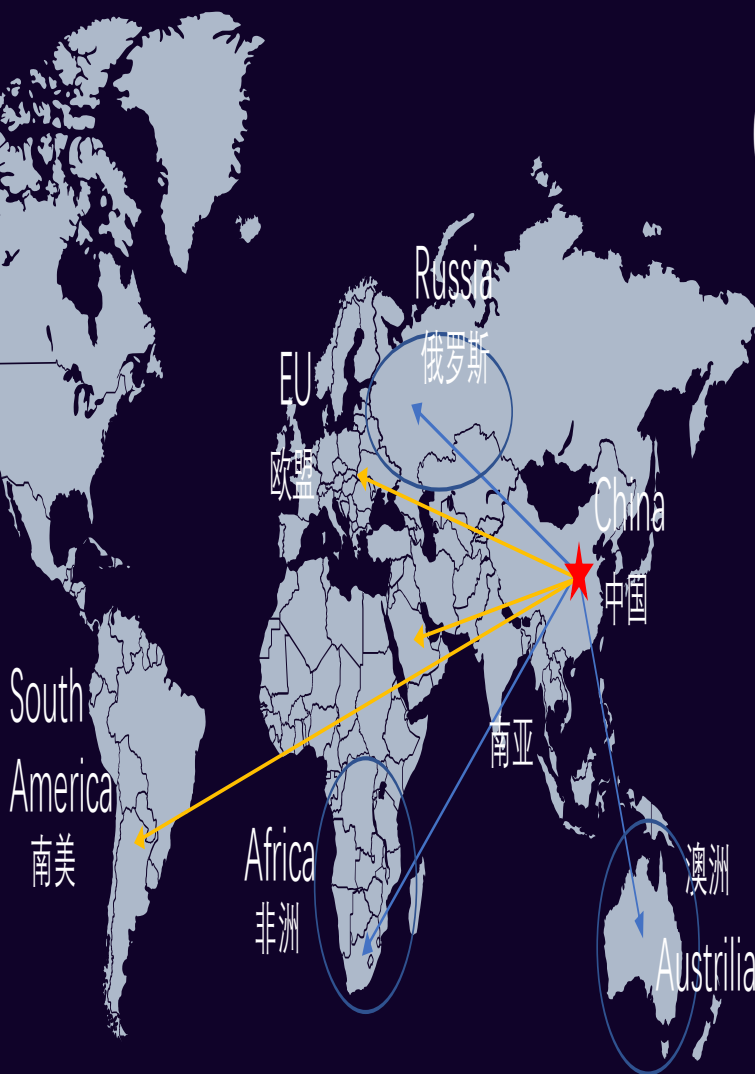 Russia
俄罗斯
EU
欧盟
China
中国
South
America
南美
南亚
Africa
非洲
澳洲
Austrilia